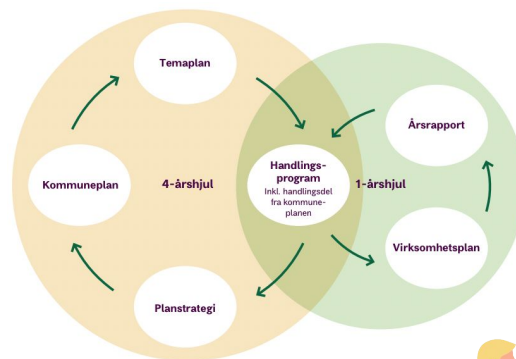 Temaplan
Årsrapport
Handlings-
program
Inkl. handlingsdel
fra kommune-
planen
Kommuneplan
4-årshjul
1-årshjul
Virksomhetsplan
Planstrategi